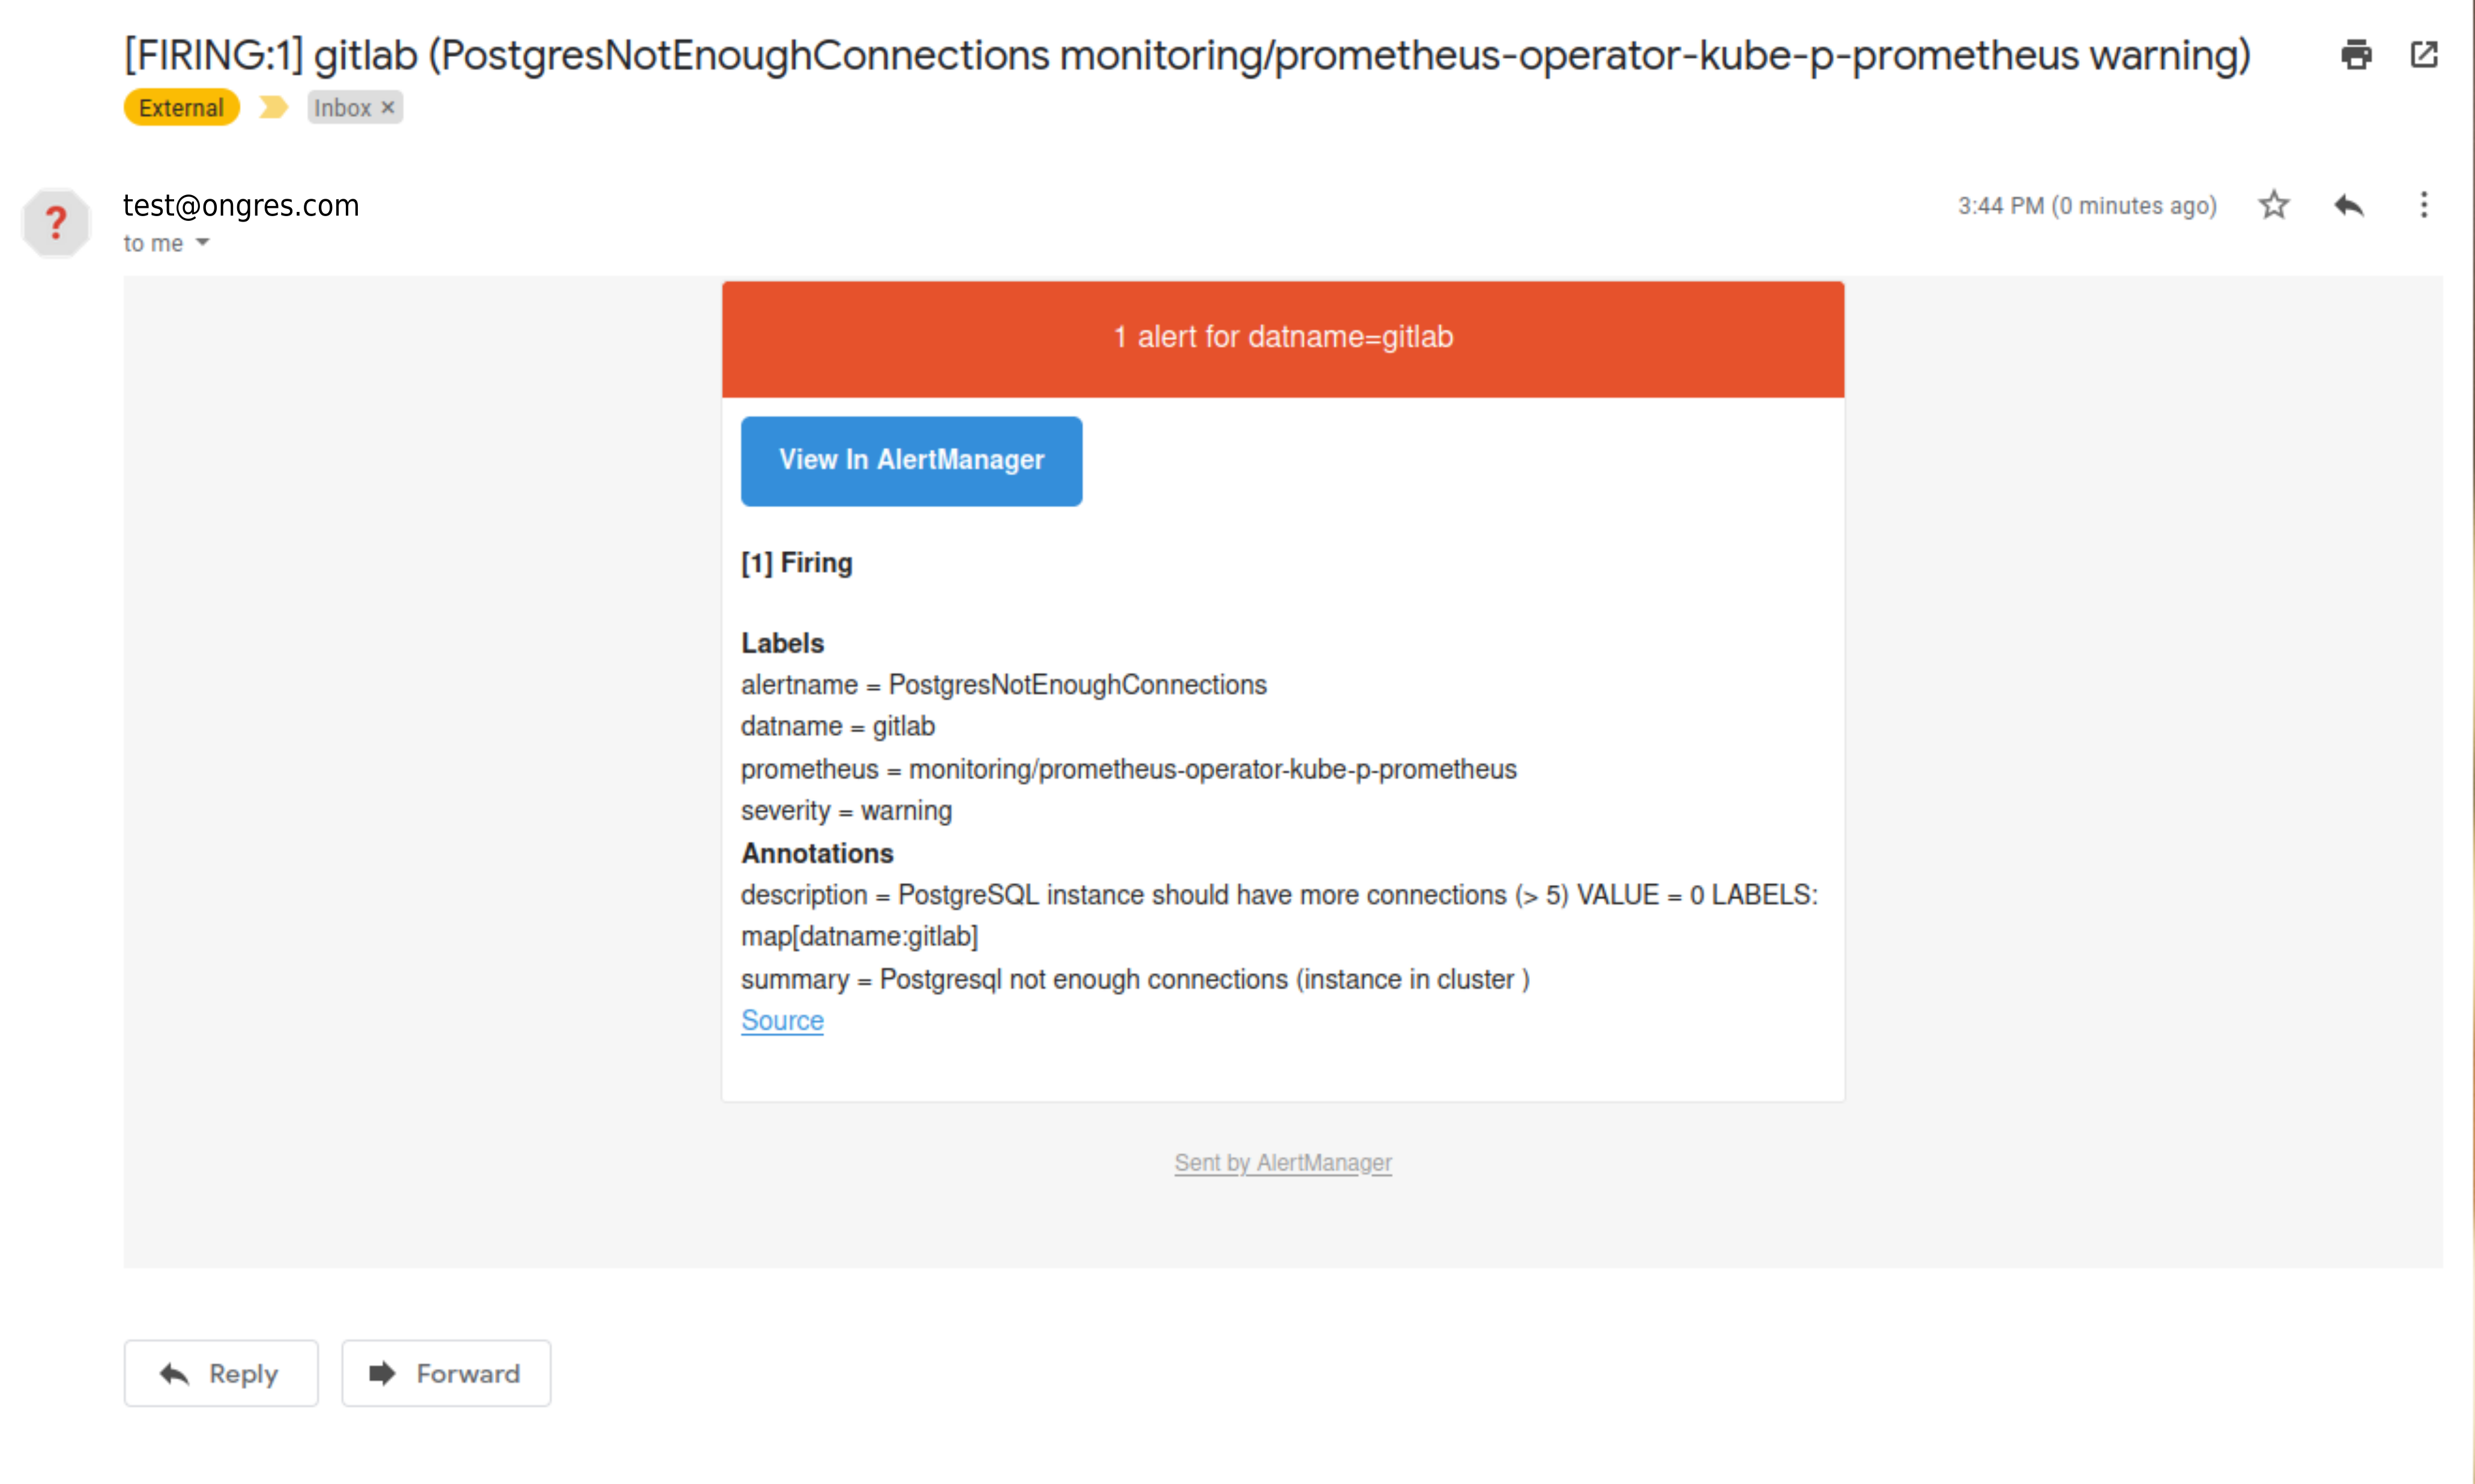 [FIRING:1] gitlab (PostgresNotEnoughConnections monitoring/prometheus-operator-kube-p-prometheus warning)
External Inbox ×
?
test@ongres.com 3:44 PM (0 minutes ago)
to me
1 alert for datname=gitlab
View In AlertManager
[1] Firing
Labels
alertname = PostgresNotEnoughConnections
datname = gitlab
prometheus = monitoring/prometheus-operator-kube-p-prometheus
severity = warning
Annotations
description = PostgreSQL instance should have more connections (> 5) VALUE = 0 LABELS:
map[datname:gitlab]
summary = Postgresql not enough connections (instance in cluster )
Source
Sent by AlertManager
Reply Forward